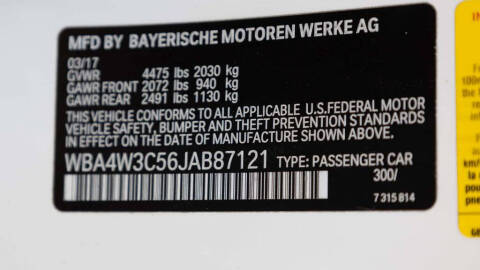 MFD BY BAYERISCHE MOTOREN WERKE AG
03/17
GVWR 4475 lbs 2030 kg
GAWR FRONT 2072 lbs 940 kg
GAWR REAR 2491 lbs 1130 kg
THIS VEHICLE CONFORMS TO ALL APPLICABLE U.S.FEDERAL MOTOR
VEHICLE SAFETY, BUMPER AND THEFT PREVENTION STANDARDS
IN EFFECT ON THE DATE OF MANUFACTURE SHOWN ABOVE.
WBA4W3C56JAB87121 TYPE: PASSENGER CAR
300/
7 315 814